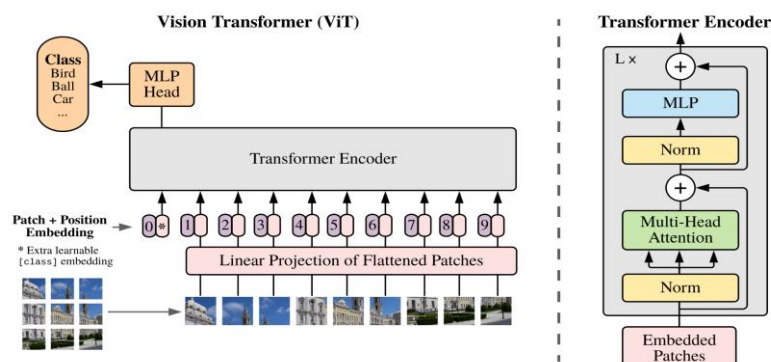 Vision Transformer (ViT)
Class
Bird
Ball
Car
...
MLP
Head
Transformer Encoder
Patch + Position
Embedding
0 * 1 2 3 4 5 6 7 8 9
* Extra learnable
[class] embedding
Linear Projection of Flattened Patches
Transformer Encoder
L ×
+
MLP
Norm
+
Multi-Head
Attention
Norm
Embedded
Patches